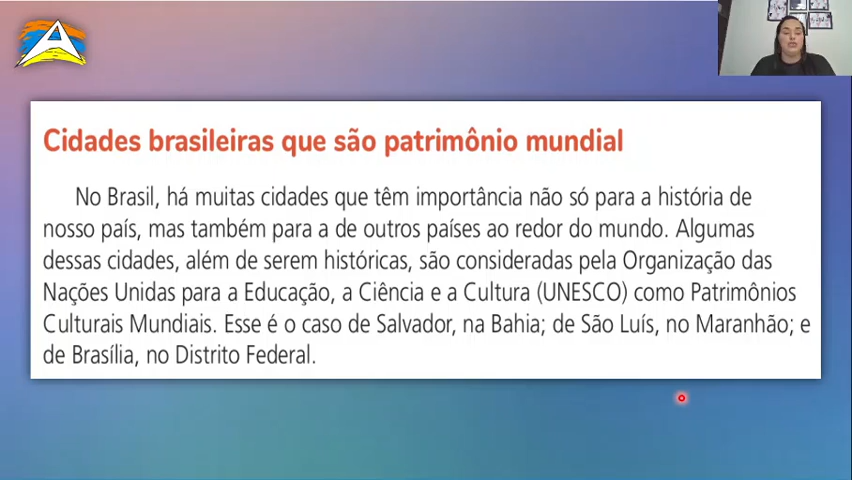 Cidades brasileiras que são patrimônio mundial
No Brasil, há muitas cidades que têm importância não só para a história de
nosso país, mas também para a de outros países ao redor do mundo. Algumas
dessas cidades, além de serem históricas, são consideradas pela Organização das
Nações Unidas para a Educação, a Ciência e a Cultura (UNESCO) como Patrimônios
Culturais Mundiais. Esse é o caso de Salvador, na Bahia; de São Luís, no Maranhão; e
de Brasília, no Distrito Federal.